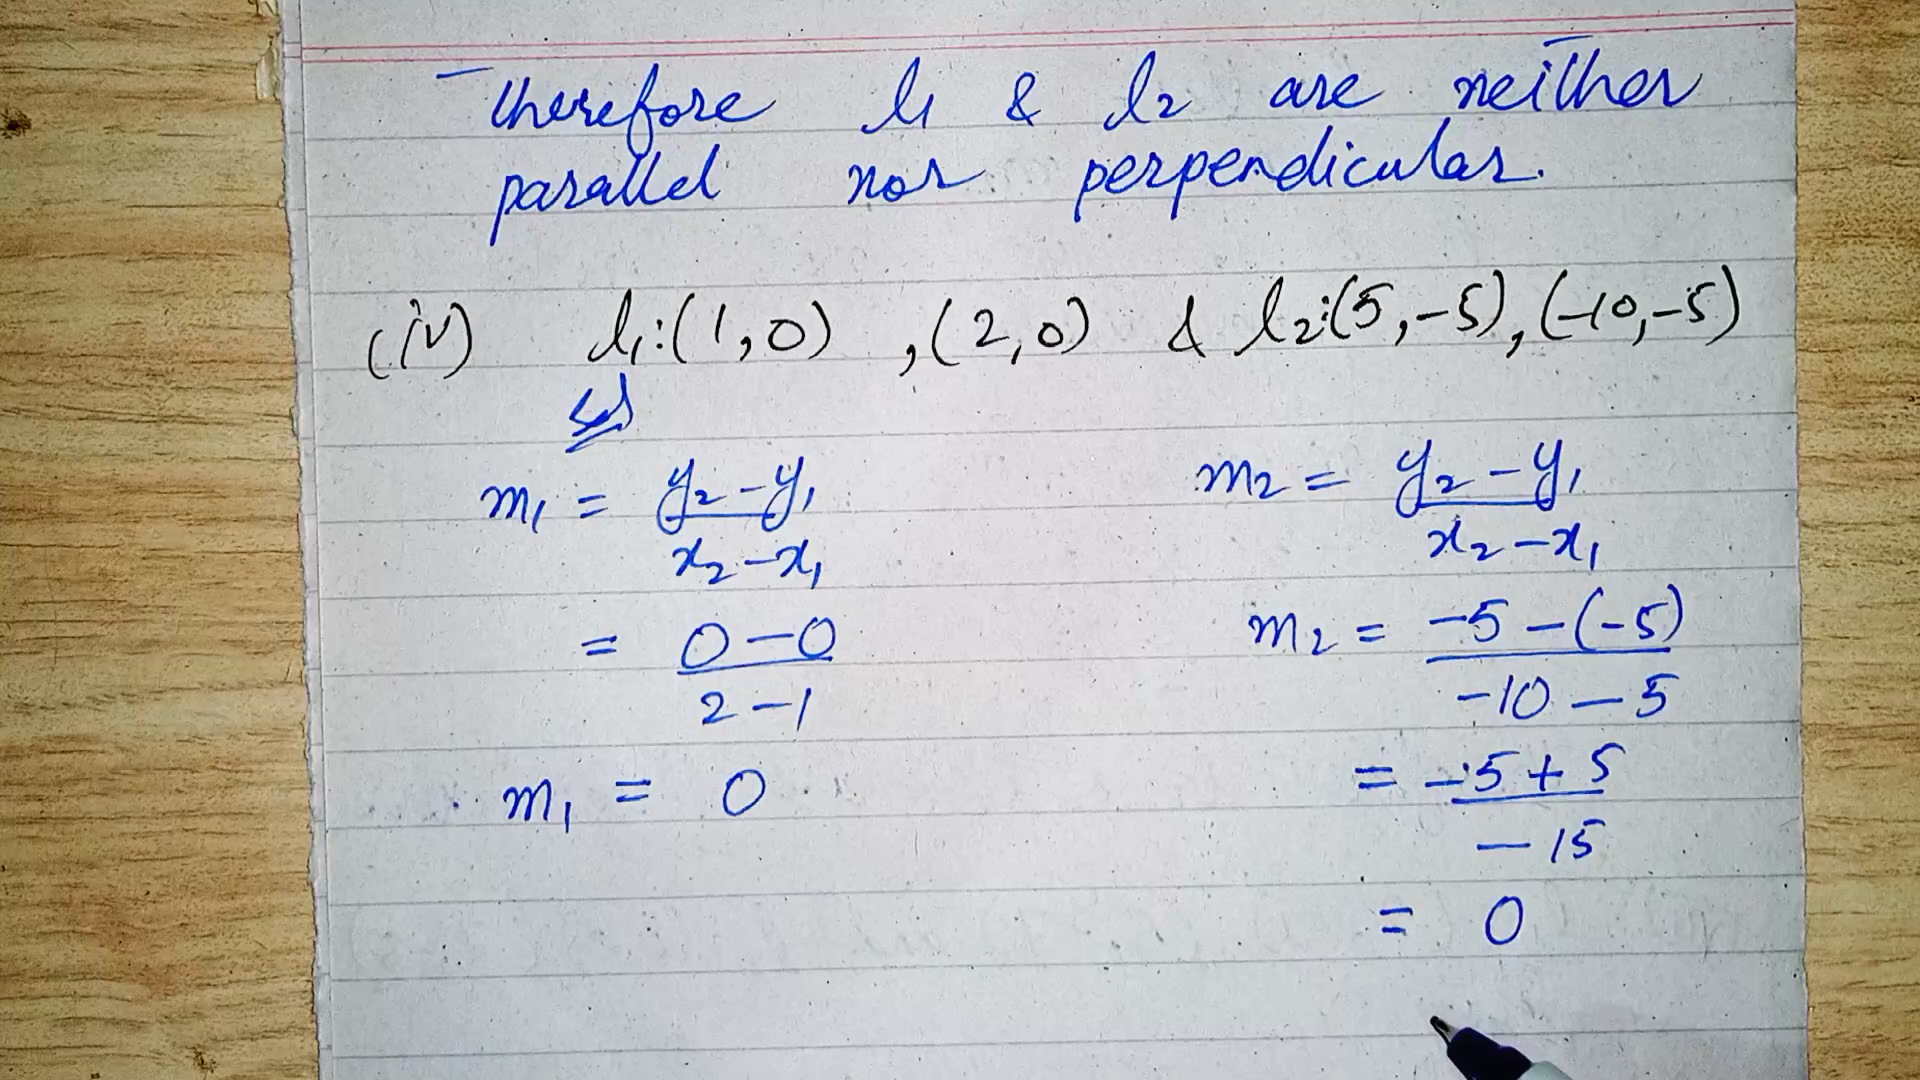 Therefore l1 & l2 are neither
parallel nor perpendicular.
(iv) l1:(1,0) ,(2,0) & l2:(5,-5),(-10,-5)
Sol
m1 = y2-y1 / x2-x1
m2 = y2-y1 / x2-x1
= 0-0 / 2-1
m2 = -5-(-5) / -10-5
m1 = 0
= -5+5 / -15
= 0